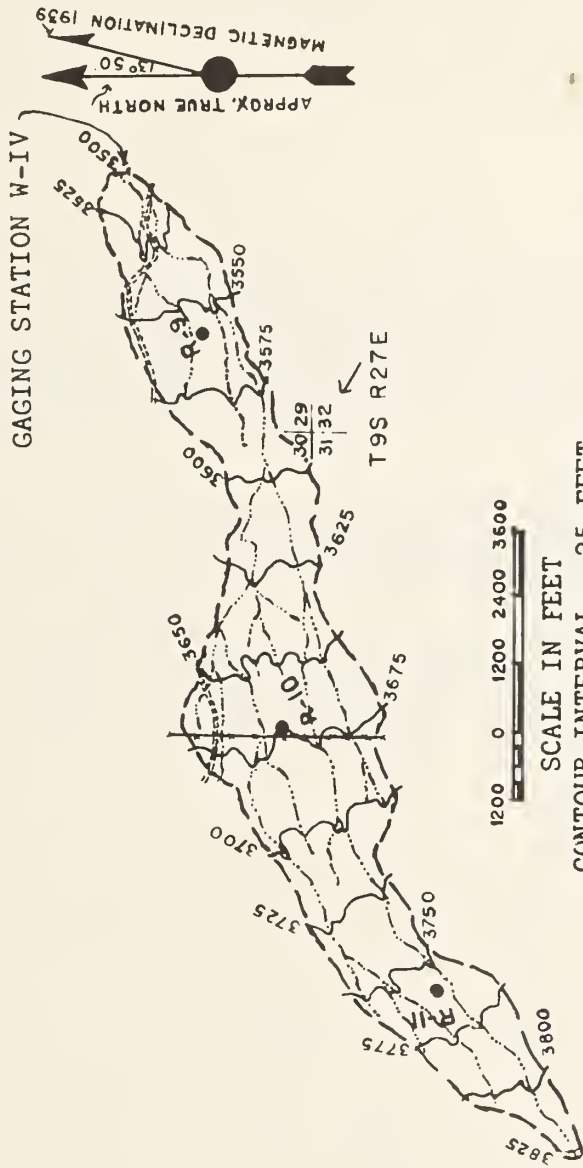 GAGING STATION W-IV
3500
3525
3550
R-9
3575
3600
30 29
31 32
T9S R27E
3625
3650
R-10
3675
3700
3725
3750
R-11
3775
3800
3825
APPROX. TRUE NORTH
13° 50'
MAGNETIC DECLINATION 1939
1200 0 1200 2400 3600
SCALE IN FEET
CONTOUR INTERVAL 25 FEET